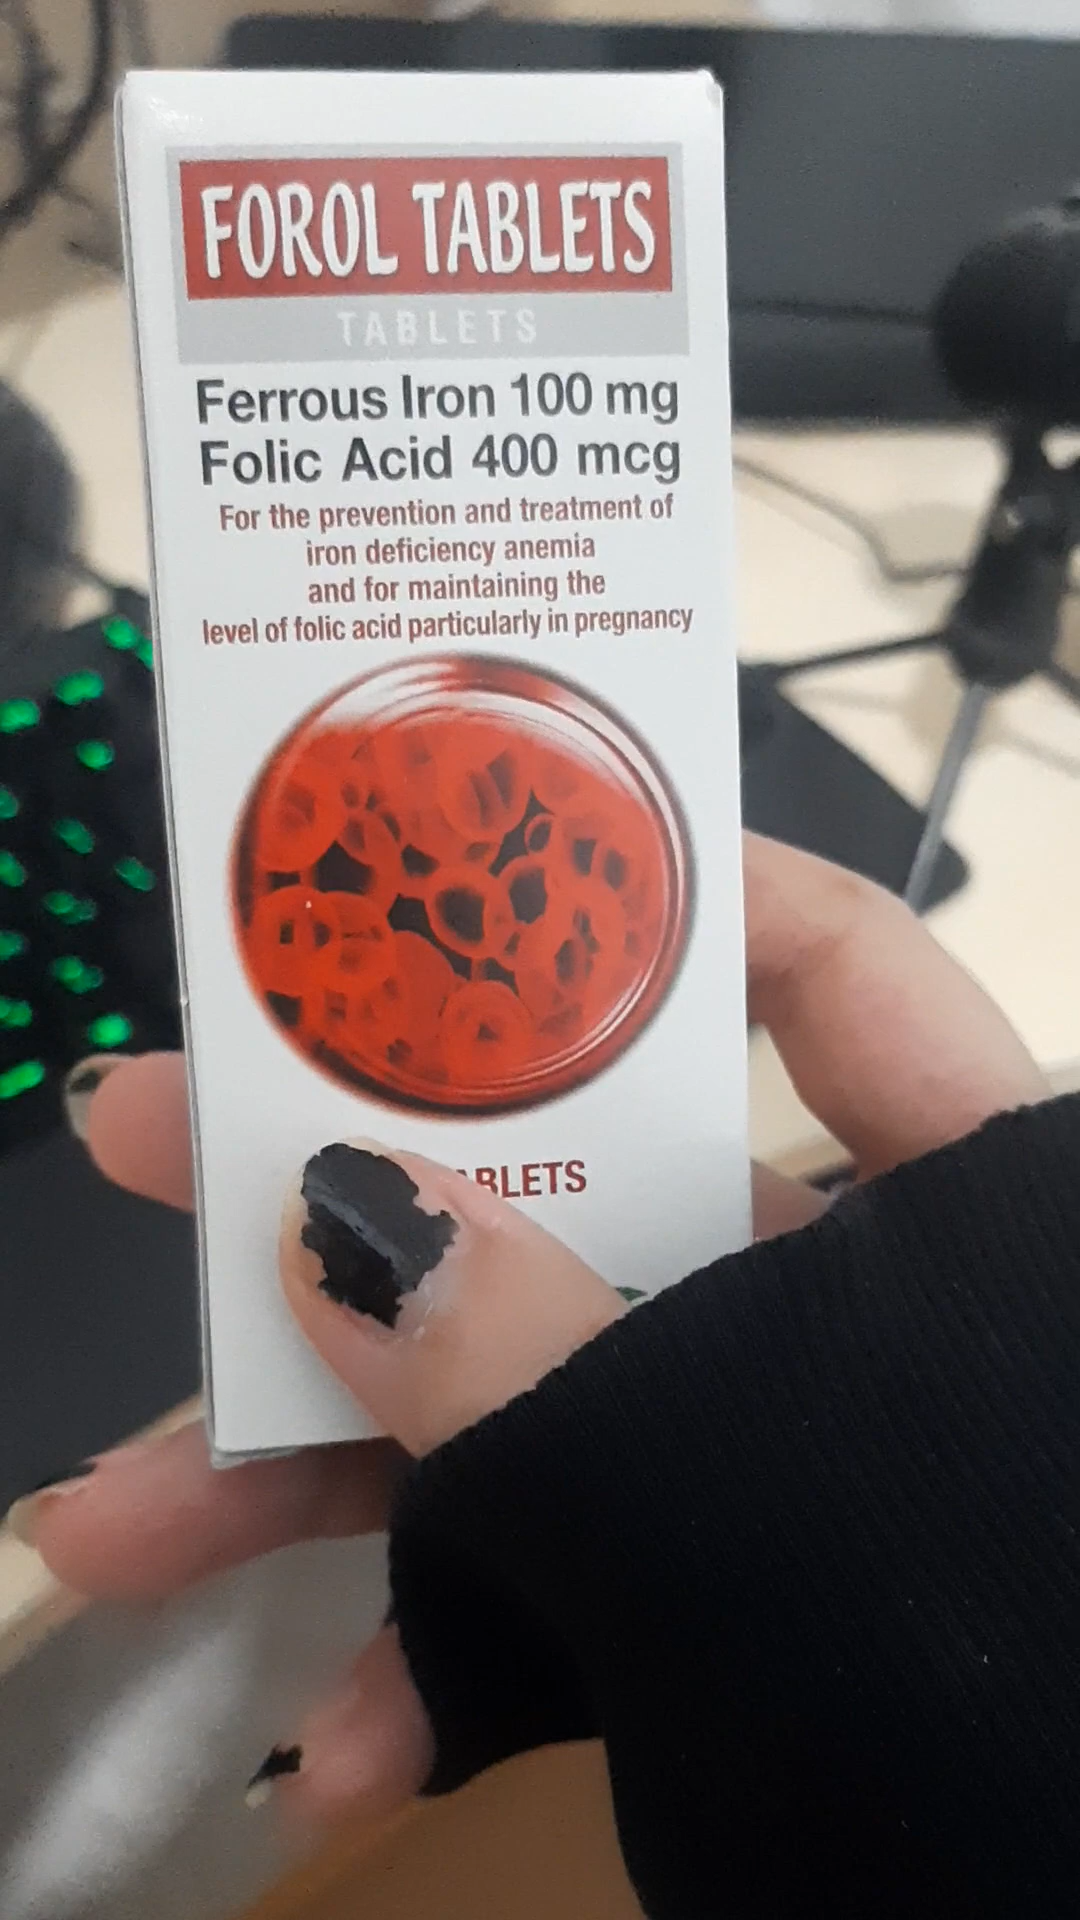 FOROL TABLETS
TABLETS
Ferrous Iron 100 mg
Folic Acid 400 mcg
For the prevention and treatment of
iron deficiency anemia
and for maintaining the
level of folic acid particularly in pregnancy